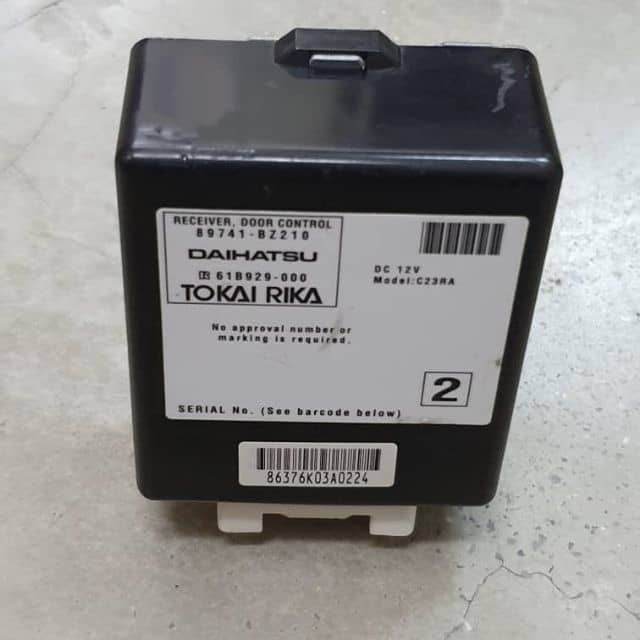 RECEIVER, DOOR CONTROL
89741-BZ210
DAIHATSU
61B929-000
TOKAI RIKA
DC 12V
Model:C23RA
No approval number or
marking is required.
2
SERIAL No. (See barcode below)
86376K03A0224